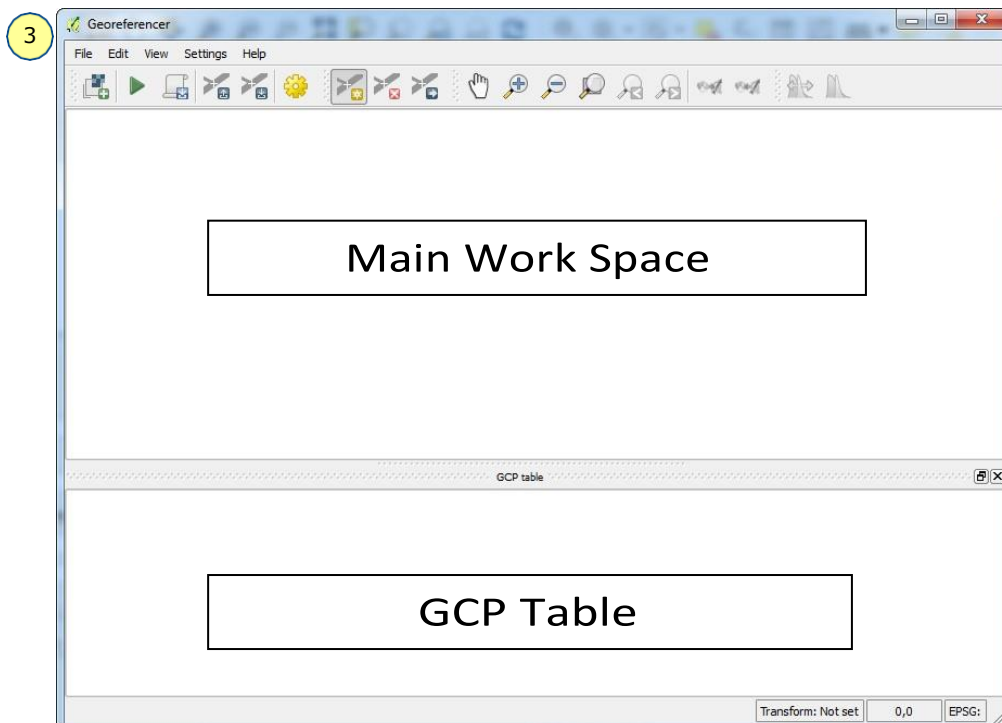 3
Georeferencer
File Edit View Settings Help
Main Work Space
GCP table
GCP Table
Transform: Not set 0,0 EPSG: